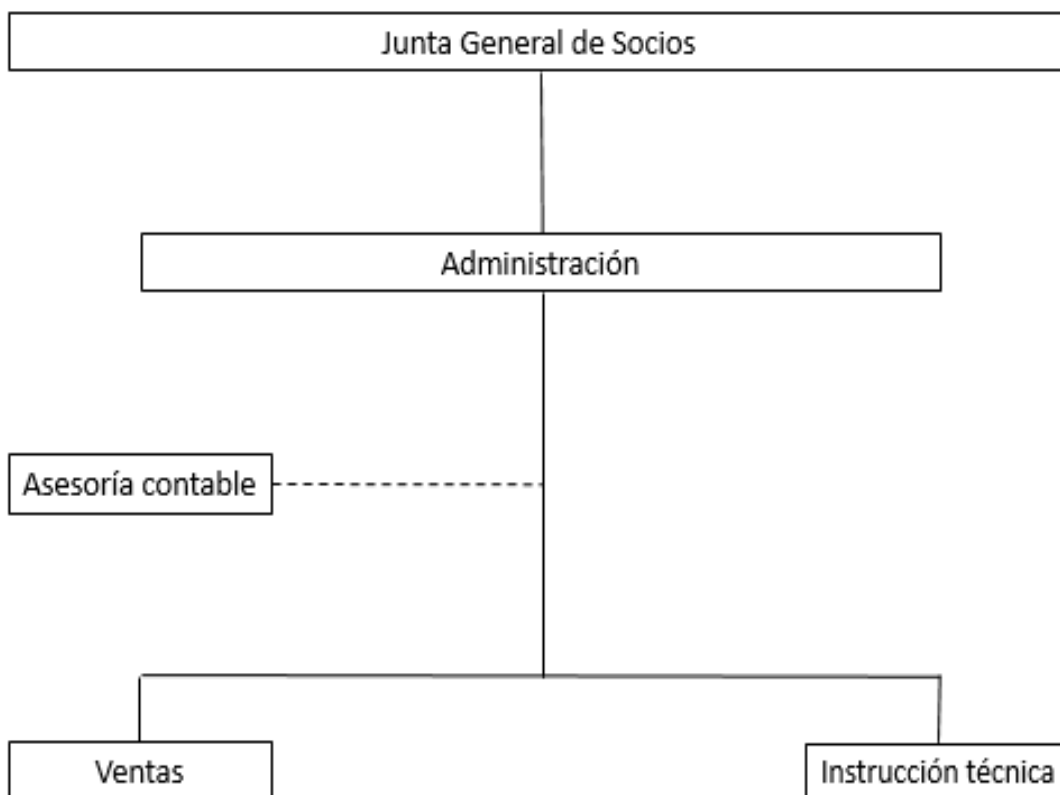 Junta General de Socios
Administración
Asesoría contable
Ventas
Instrucción técnica